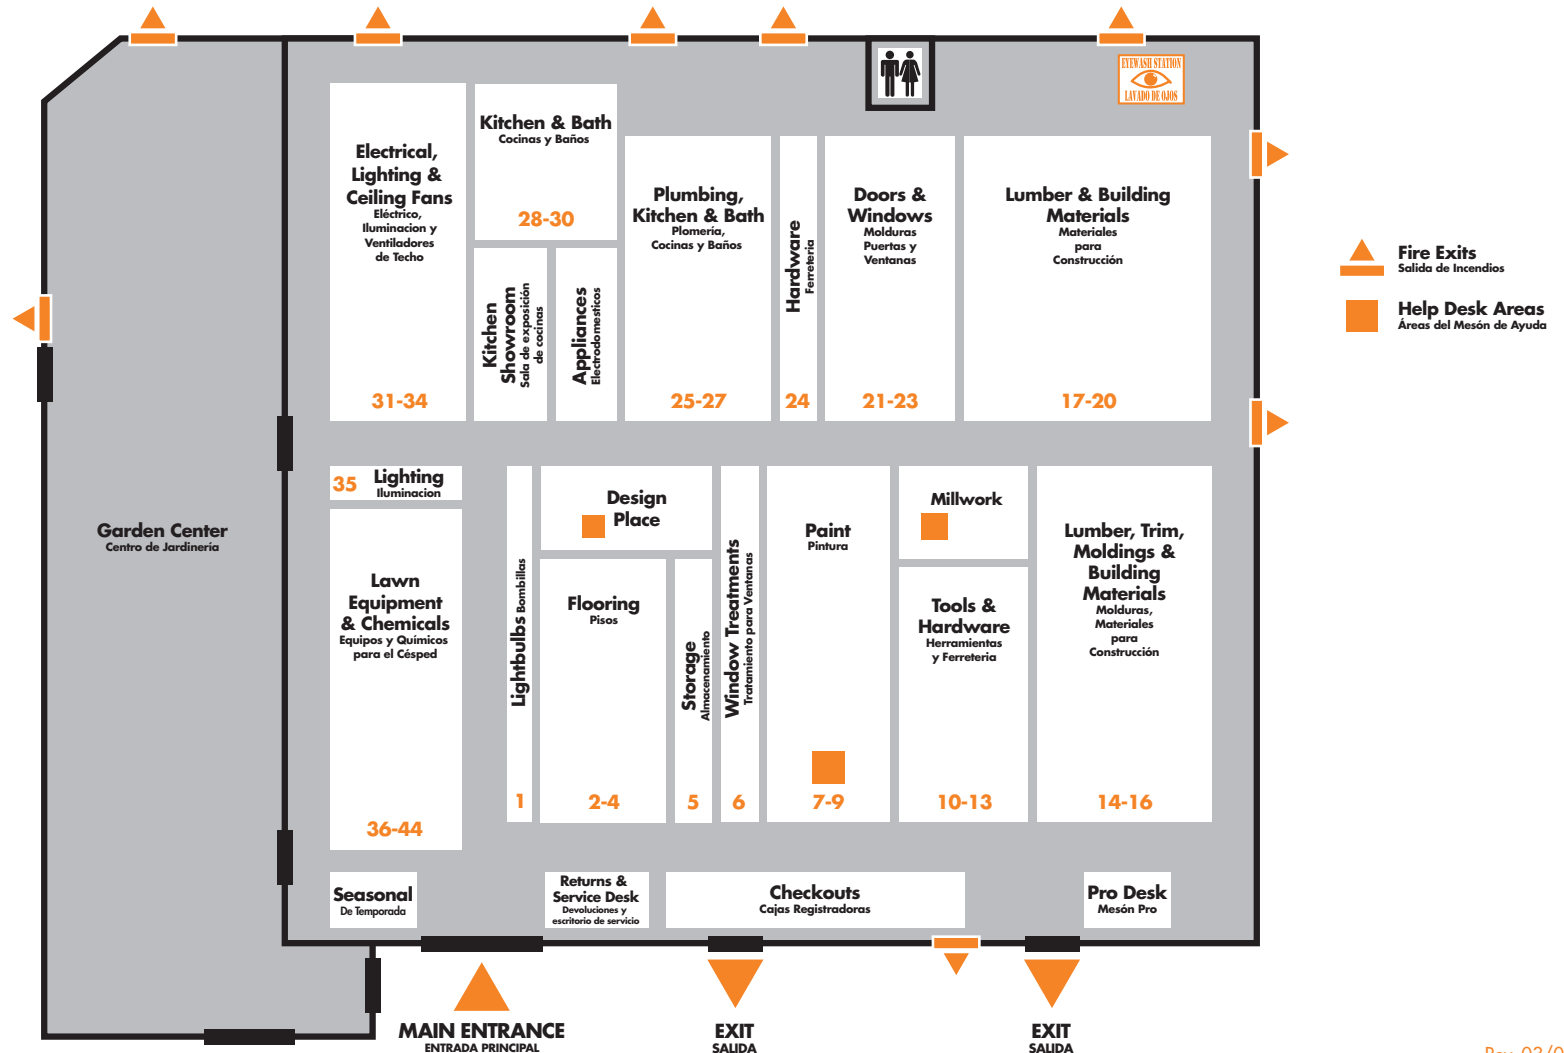 EYEWASH STATION
LAVADO DE OJOS
Electrical,
Lighting &
Ceiling Fans
Eléctrico,
Iluminacion y
Ventiladores
de Techo
31-34
Kitchen & Bath
Cocinas y Baños
28-30
Kitchen
Showroom
Sala de exposición
de cocinas
Appliances
Electrodomesticos
Plumbing,
Kitchen & Bath
Plomería,
Cocinas y Baños
25-27
Hardware
Ferreteria
24
Doors &
Windows
Molduras
Puertas y
Ventanas
21-23
Lumber & Building
Materials
Materiales
para
Construcción
17-20
Fire Exits
Salida de Incendios
Help Desk Areas
Áreas del Mesón de Ayuda
Garden Center
Centro de Jardinería
35 Lighting
Iluminacion
Lawn
Equipment
& Chemicals
Equipos y Químicos
para el Césped
36-44
Lightbulbs Bombillas
1
Design
Place
Flooring
Pisos
2-4
Storage
Almacenamiento
5
Window Treatments
Tratamiento para Ventanas
6
Paint
Pintura
7-9
Millwork
Tools &
Hardware
Herramientas
y Ferreteria
10-13
Lumber, Trim,
Moldings &
Building
Materials
Molduras,
Materiales
para
Construcción
14-16
Seasonal
De Temporada
Returns &
Service Desk
Devoluciones y
escritorio de servicio
Checkouts
Cajas Registradoras
Pro Desk
Mesón Pro
MAIN ENTRANCE
ENTRADA PRINCIPAL
EXIT
SALIDA
EXIT
SALIDA